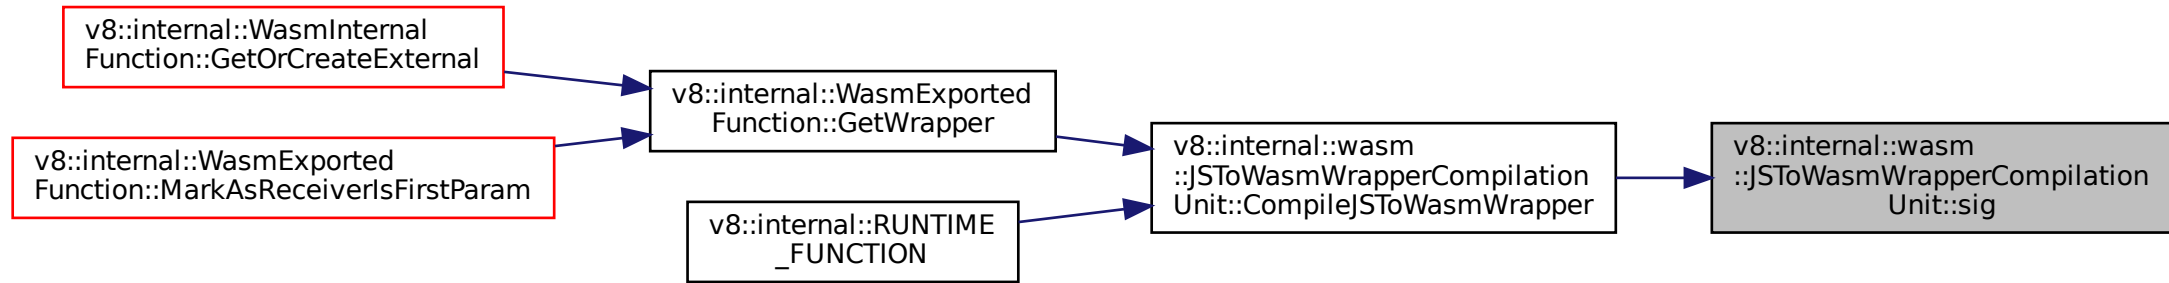 v8::internal::WasmInternal
Function::GetOrCreateExternal
v8::internal::WasmExported
Function::MarkAsReceiverIsFirstParam
v8::internal::WasmExported
Function::GetWrapper
v8::internal::RUNTIME
_FUNCTION
v8::internal::wasm
::JSToWasmWrapperCompilation
Unit::CompileJSToWasmWrapper
v8::internal::wasm
::JSToWasmWrapperCompilation
Unit::sig